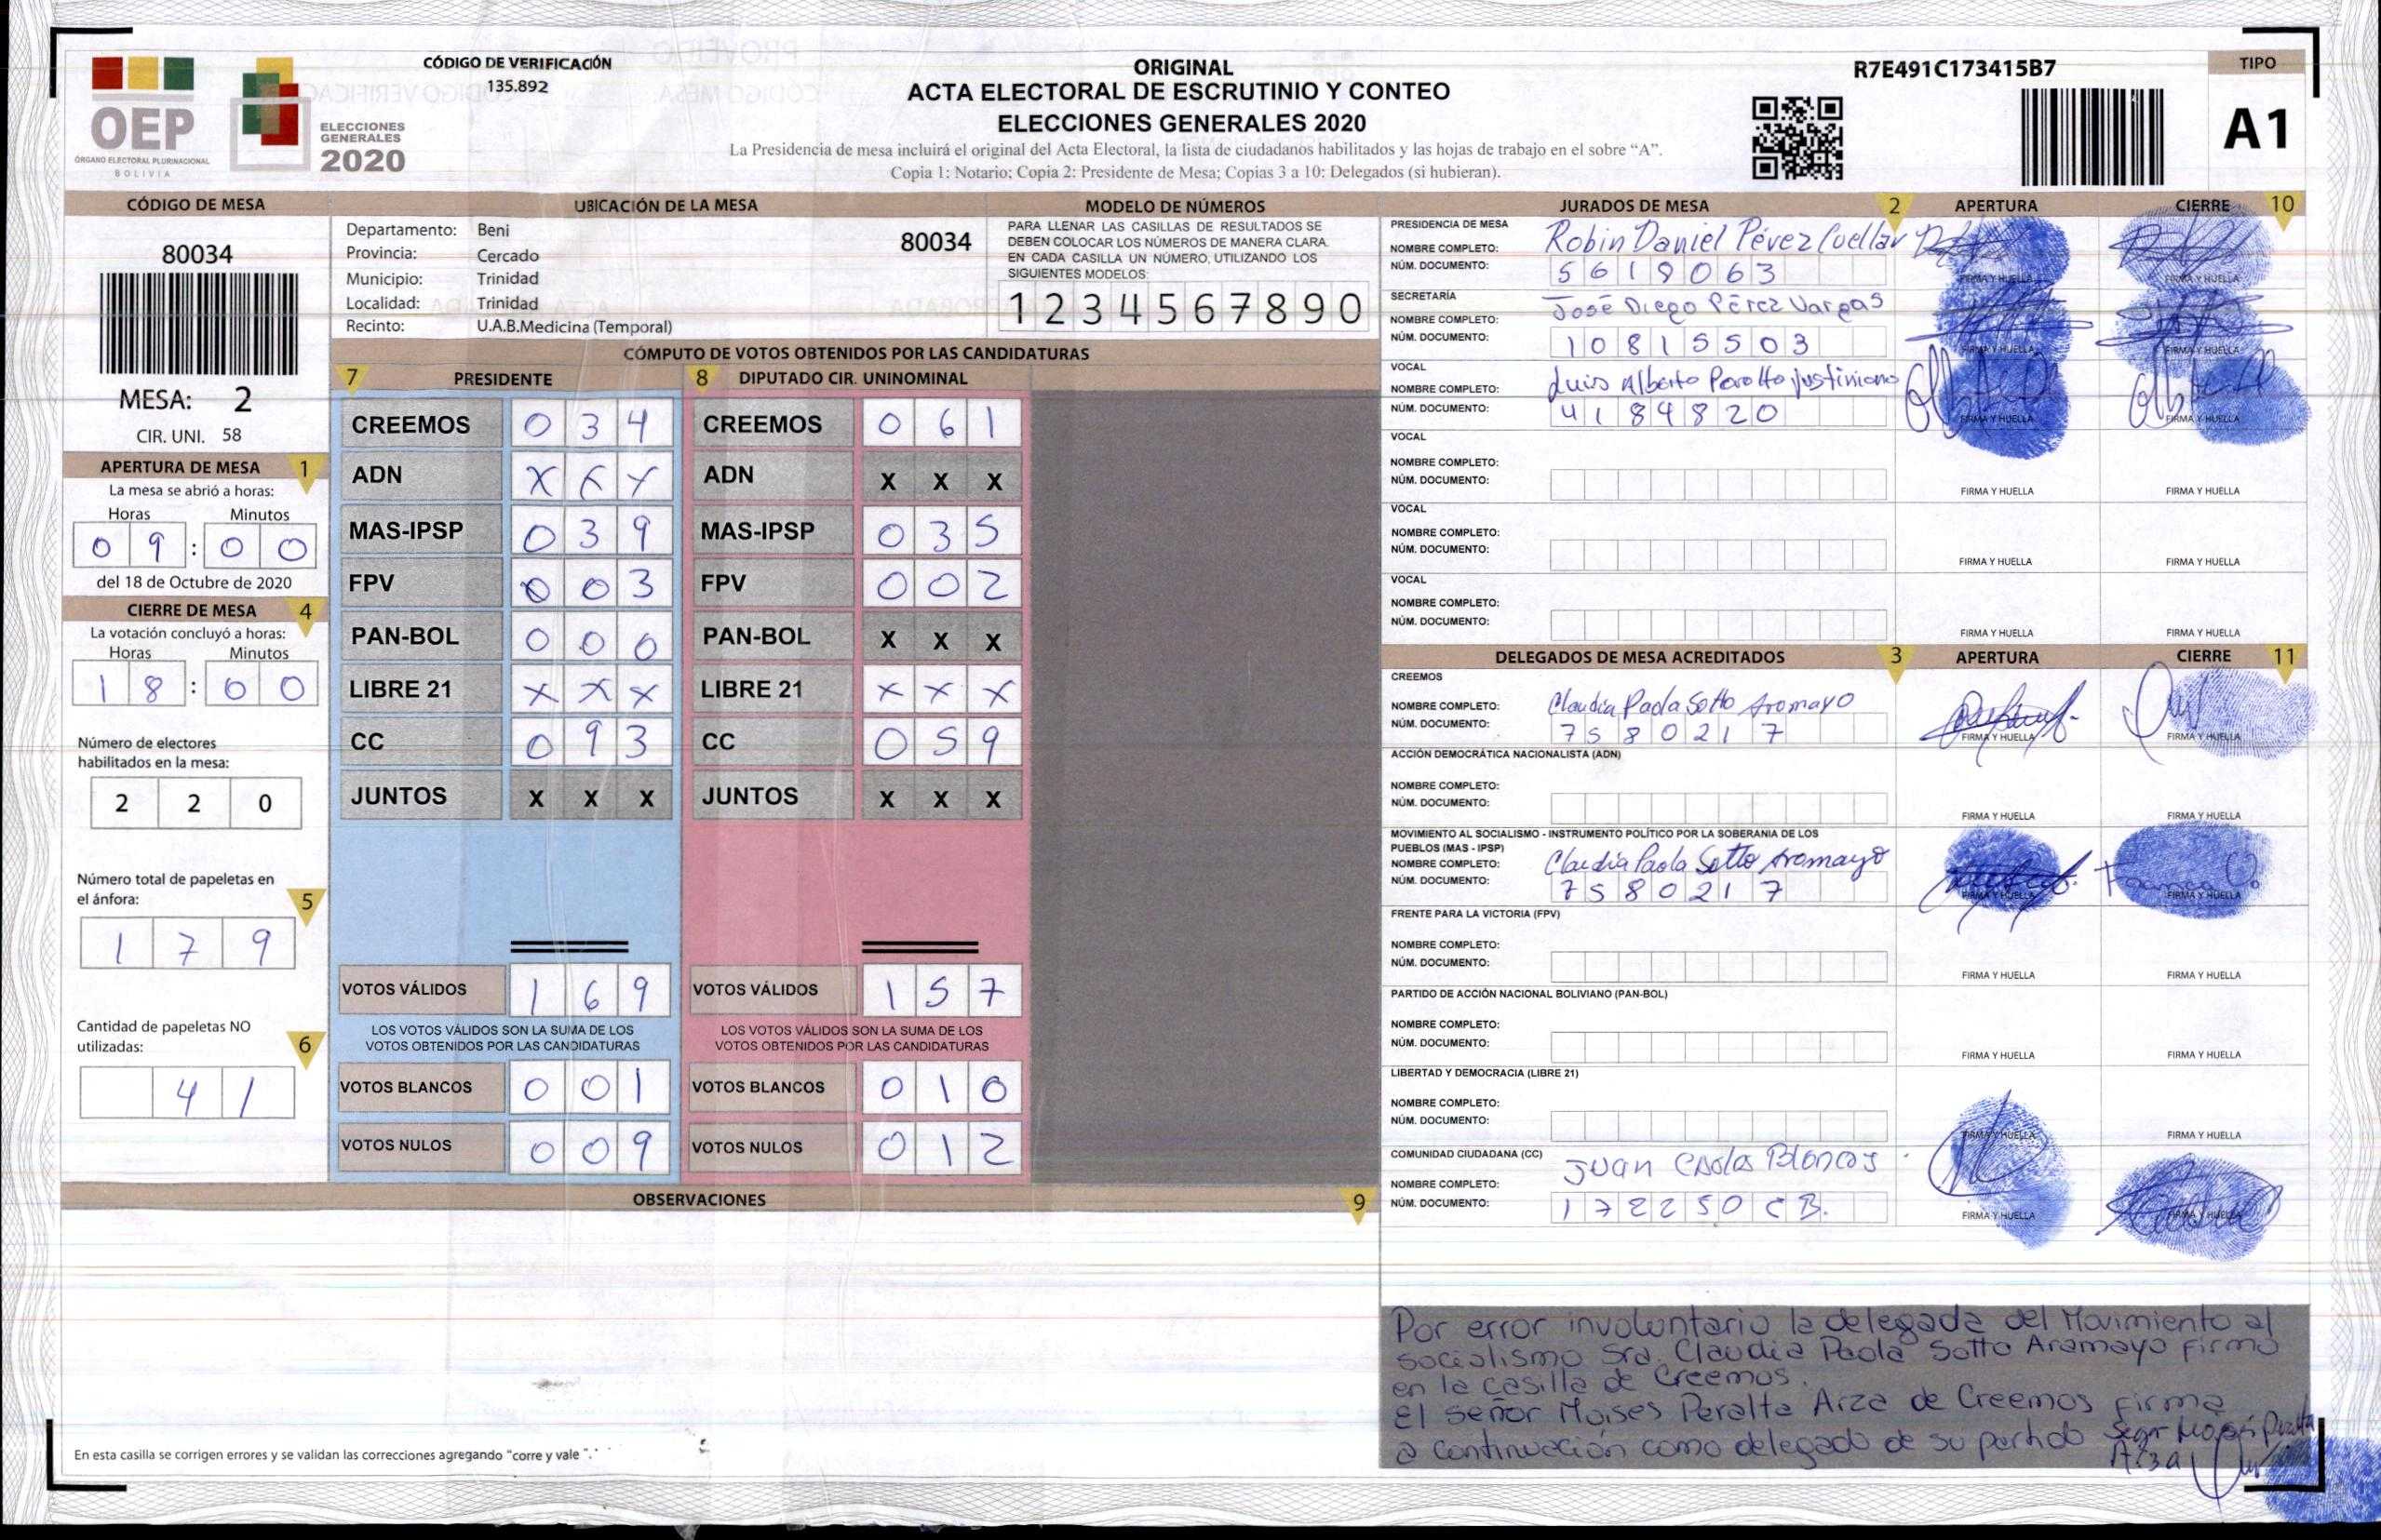 OEP
ÓRGANO ELECTORAL PLURINACIONAL
BOLIVIA
ELECCIONES
GENERALES
2020
CÓDIGO DE VERIFICACIÓN
135.892
ORIGINAL
ACTA ELECTORAL DE ESCRUTINIO Y CONTEO
ELECCIONES GENERALES 2020
La Presidencia de mesa incluirá el original del Acta Electoral, la lista de ciudadanos habilitados y las hojas de trabajo en el sobre “A”.
Copia 1: Notario; Copia 2: Presidente de Mesa; Copias 3 a 10: Delegados (si hubieran).
R7E491C173415B7
TIPO
A1
CÓDIGO DE MESA
80034
MESA: 2
CIR. UNI. 58
APERTURA DE MESA 1
La mesa se abrió a horas:
Horas Minutos
0 9 : 0 0
del 18 de Octubre de 2020
CIERRE DE MESA 4
La votación concluyó a horas:
Horas Minutos
1 8 : 0 0
Número de electores
habilitados en la mesa:
2 2 0
Número total de papeletas en
el ánfora: 5
1 7 9
Cantidad de papeletas NO
utilizadas: 6
4 1
UBICACIÓN DE LA MESA
Departamento: Beni
Provincia: Cercado
Municipio: Trinidad
Localidad: Trinidad
Recinto: U.A.B.Medicina (Temporal)
80034
MODELO DE NÚMEROS
PARA LLENAR LAS CASILLAS DE RESULTADOS SE
DEBEN COLOCAR LOS NÚMEROS DE MANERA CLARA.
EN CADA CASILLA UN NÚMERO, UTILIZANDO LOS
SIGUIENTES MODELOS:
1 2 3 4 5 6 7 8 9 0
CÓMPUTO DE VOTOS OBTENIDOS POR LAS CANDIDATURAS
7 PRESIDENTE 8 DIPUTADO CIR. UNINOMINAL
CREEMOS 0 3 4 CREEMOS 0 6 1
ADN X X X ADN X X X
MAS-IPSP 0 3 9 MAS-IPSP 0 3 5
FPV 0 0 3 FPV 0 0 2
PAN-BOL 0 0 0 PAN-BOL X X X
LIBRE 21 X X X LIBRE 21 X X X
CC 0 9 3 CC 0 5 9
JUNTOS X X X JUNTOS X X X
VOTOS VÁLIDOS 1 6 9 VOTOS VÁLIDOS 1 5 7
LOS VOTOS VÁLIDOS SON LA SUMA DE LOS LOS VOTOS VÁLIDOS SON LA SUMA DE LOS
VOTOS OBTENIDOS POR LAS CANDIDATURAS VOTOS OBTENIDOS POR LAS CANDIDATURAS
VOTOS BLANCOS 0 0 1 VOTOS BLANCOS 0 1 0
VOTOS NULOS 0 0 9 VOTOS NULOS 0 1 2
OBSERVACIONES 9
En esta casilla se corrigen errores y se validan las correcciones agregando “corre y vale”.
JURADOS DE MESA 2 APERTURA CIERRE 10
PRESIDENCIA DE MESA
NOMBRE COMPLETO: Robin Daniel Pérez Cuellar
NÚM. DOCUMENTO: 5619063
FIRMA Y HUELLA FIRMA Y HUELLA
SECRETARÍA
NOMBRE COMPLETO: José Diego Pérez Vargas
NÚM. DOCUMENTO: 10815503
FIRMA Y HUELLA FIRMA Y HUELLA
VOCAL
NOMBRE COMPLETO: Luis Alberto Justiniano
NÚM. DOCUMENTO: 4184820
FIRMA Y HUELLA FIRMA Y HUELLA
VOCAL
NOMBRE COMPLETO:
NÚM. DOCUMENTO:
FIRMA Y HUELLA FIRMA Y HUELLA
VOCAL
NOMBRE COMPLETO:
NÚM. DOCUMENTO:
FIRMA Y HUELLA FIRMA Y HUELLA
VOCAL
NOMBRE COMPLETO:
NÚM. DOCUMENTO:
FIRMA Y HUELLA FIRMA Y HUELLA
DELEGADOS DE MESA ACREDITADOS 3 APERTURA CIERRE 11
CREEMOS
NOMBRE COMPLETO: Claudia Paola Sotto Aromayo
NÚM. DOCUMENTO: 7580217
FIRMA Y HUELLA FIRMA Y HUELLA
ACCIÓN DEMOCRÁTICA NACIONALISTA (ADN)
NOMBRE COMPLETO:
NÚM. DOCUMENTO:
FIRMA Y HUELLA FIRMA Y HUELLA
MOVIMIENTO AL SOCIALISMO - INSTRUMENTO POLÍTICO POR LA SOBERANIA DE LOS
PUEBLOS (MAS - IPSP)
NOMBRE COMPLETO: Claudia Paola Sotto Aromayo
NÚM. DOCUMENTO: 7580217
FIRMA Y HUELLA FIRMA Y HUELLA
FRENTE PARA LA VICTORIA (FPV)
NOMBRE COMPLETO:
NÚM. DOCUMENTO:
FIRMA Y HUELLA FIRMA Y HUELLA
PARTIDO DE ACCIÓN NACIONAL BOLIVIANO (PAN-BOL)
NOMBRE COMPLETO:
NÚM. DOCUMENTO:
FIRMA Y HUELLA FIRMA Y HUELLA
LIBERTAD Y DEMOCRACIA (LIBRE 21)
NOMBRE COMPLETO:
NÚM. DOCUMENTO:
FIRMA Y HUELLA FIRMA Y HUELLA
COMUNIDAD CIUDADANA (CC)
NOMBRE COMPLETO: Juan
NÚM. DOCUMENTO: 172250CB.
FIRMA Y HUELLA FIRMA Y HUELLA
Por error involuntario la delegada del Movimiento al
socialismo Sra. Claudia Paola Sotto Aramayo firmo
en la casilla de Creemos.
El señor Moises Peralta Arza de Creemos firma
a continuación como delegado de su partido